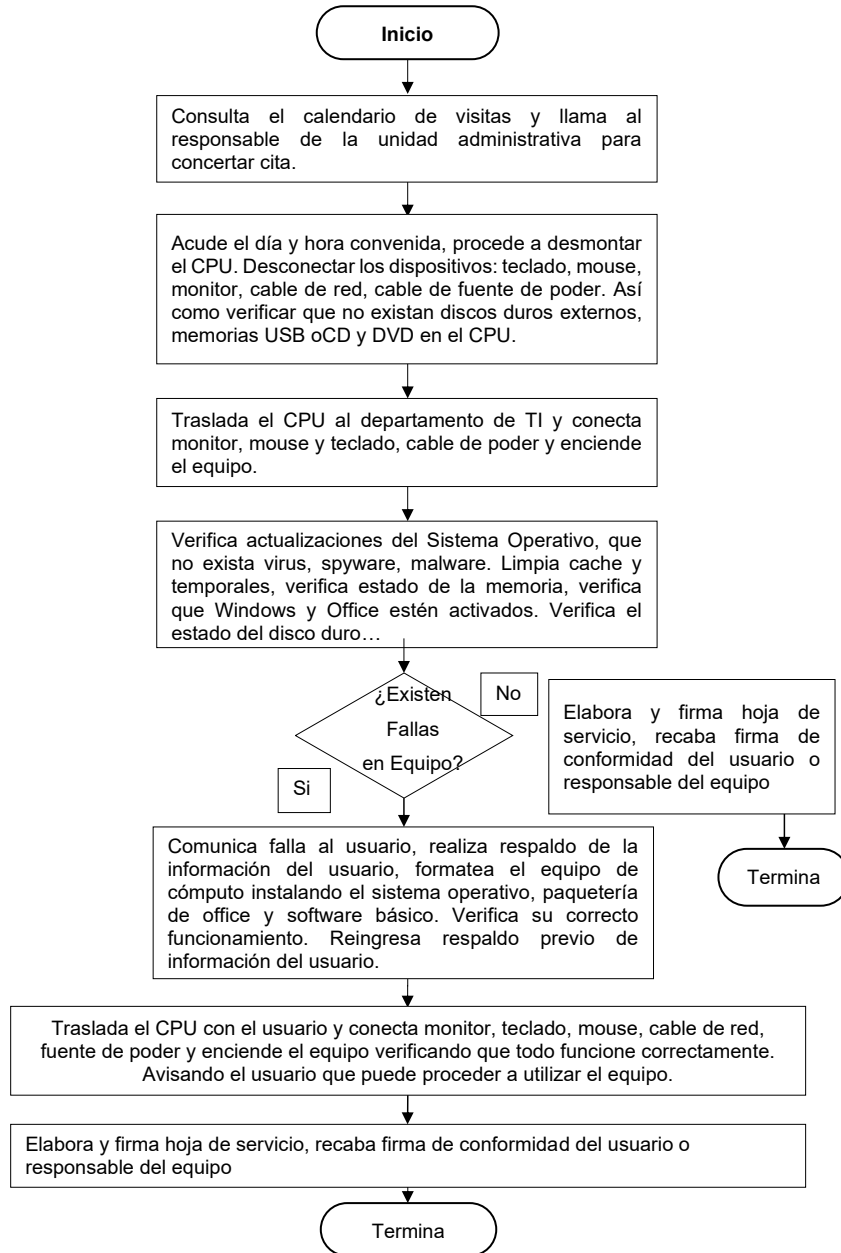 Inicio
Consulta el calendario de visitas y llama al
responsable de la unidad administrativa para
concertar cita.
Acude el día y hora convenida, procede a desmontar
el CPU. Desconectar los dispositivos: teclado, mouse,
monitor, cable de red, cable de fuente de poder. Así
como verificar que no existan discos duros externos,
memorias USB oCD y DVD en el CPU.
Traslada el CPU al departamento de TI y conecta
monitor, mouse y teclado, cable de poder y enciende
el equipo.
Verifica actualizaciones del Sistema Operativo, que
no exista virus, spyware, malware. Limpia cache y
temporales, verifica estado de la memoria, verifica
que Windows y Office estén activados. Verifica el
estado del disco duro…
¿Existen
Fallas
en Equipo?
No
Elabora y firma hoja de
servicio, recaba firma de
conformidad del usuario o
responsable del equipo
Termina
Si
Comunica falla al usuario, realiza respaldo de la
información del usuario, formatea el equipo de
cómputo instalando el sistema operativo, paquetería
de office y software básico. Verifica su correcto
funcionamiento. Reingresa respaldo previo de
información del usuario.
Traslada el CPU con el usuario y conecta monitor, teclado, mouse, cable de red,
fuente de poder y enciende el equipo verificando que todo funcione correctamente.
Avisando el usuario que puede proceder a utilizar el equipo.
Elabora y firma hoja de servicio, recaba firma de conformidad del usuario o
responsable del equipo
Termina